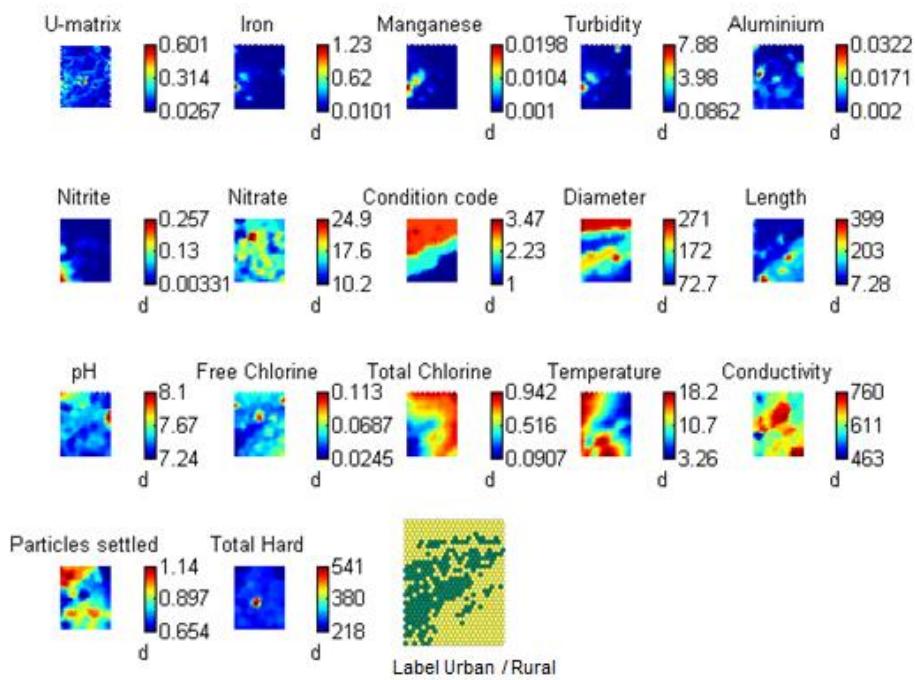 U-matrix Iron Manganese Turbidity Aluminium
0.601 1.23 0.0198 7.88 0.0322
0.314 0.62 0.0104 3.98 0.0171
0.0267 0.0101 0.001 0.0862 0.002
d d d d
Nitrite Nitrate Condition code Diameter Length
0.257 24.9 3.47 271 399
0.13 17.6 2.23 172 203
0.00331 10.2 1 72.7 7.28
d d d d d
pH Free Chlorine Total Chlorine Temperature Conductivity
8.1 0.113 0.942 18.2 760
7.67 0.0687 0.516 10.7 611
7.24 0.0245 0.0907 3.26 463
d d d d d
Particles settled Total Hard
1.14 541
0.897 380
0.654 218
d d
Label Urban / Rural